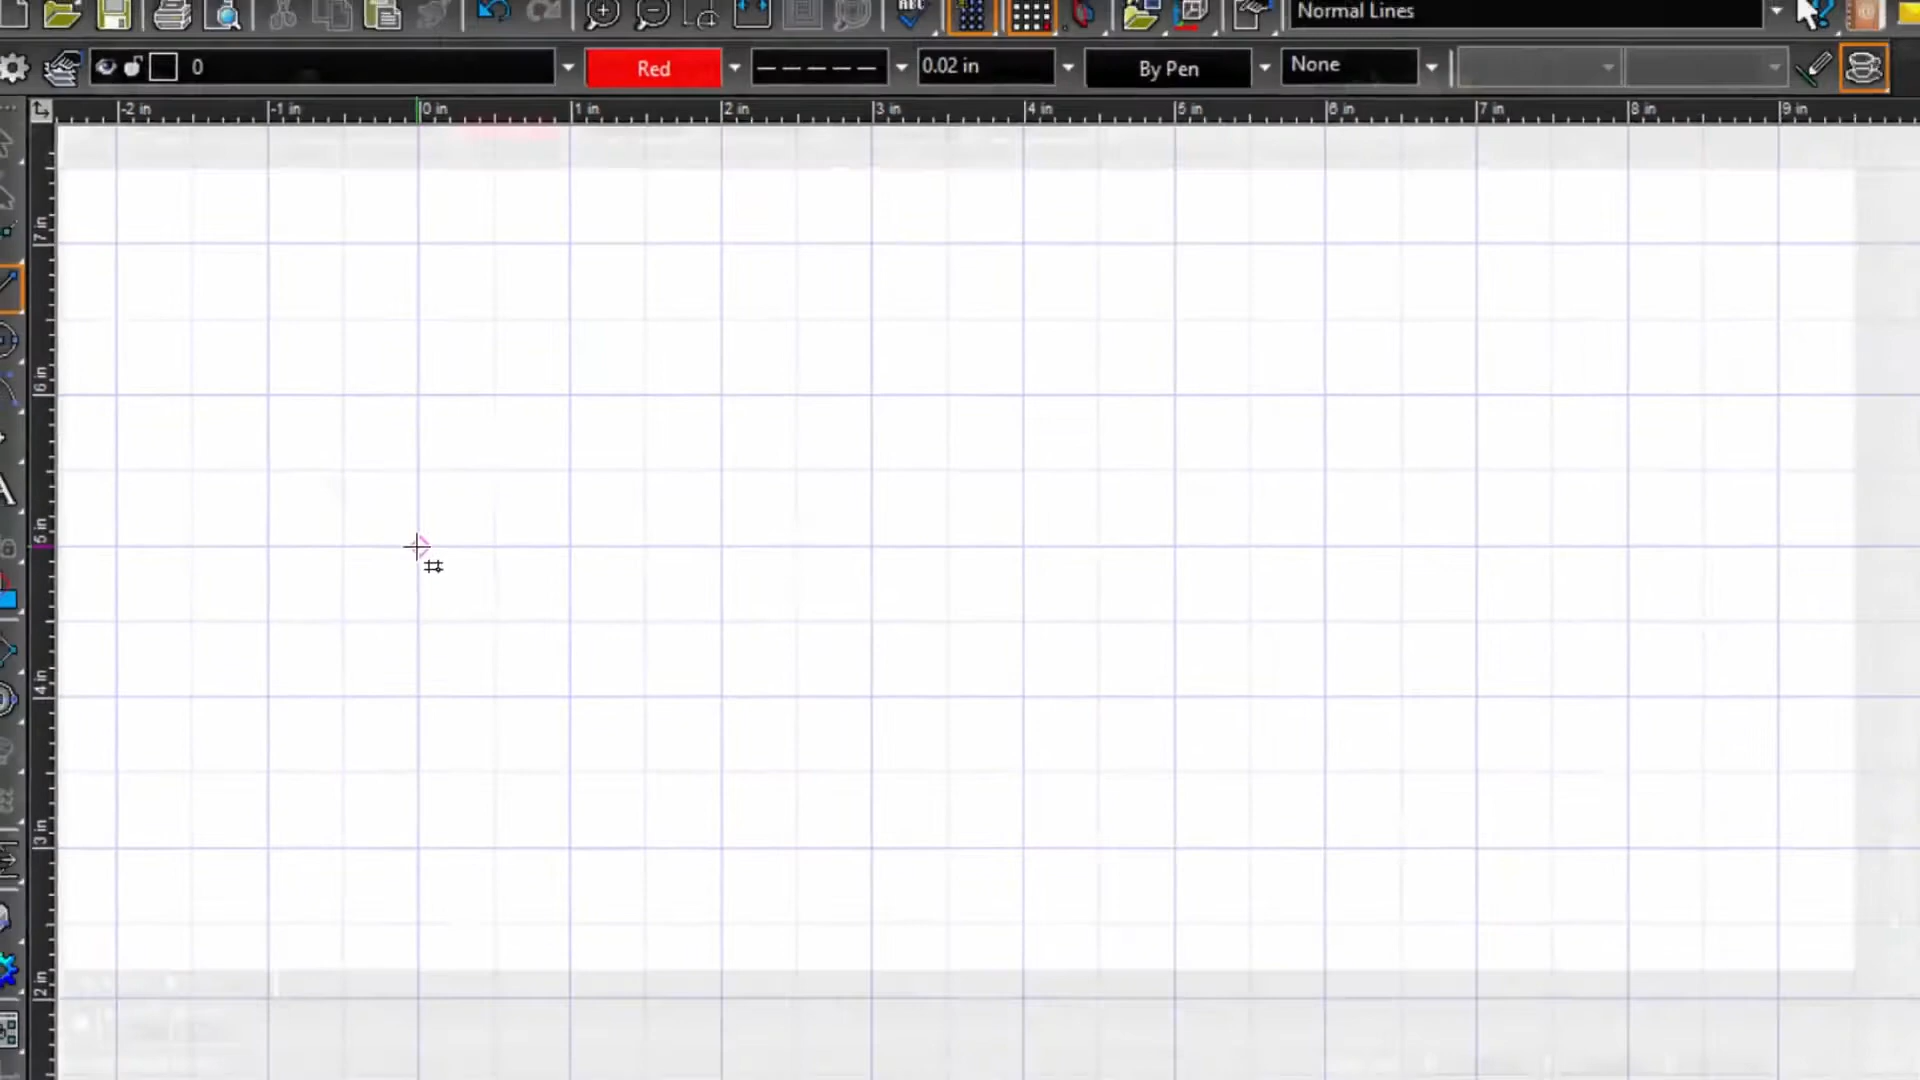 ABC
Normal Lines
0
Red
0.02 in
By Pen
None
-2 in
-1 in
0 in
1 in
2 in
3 in
4 in
5 in
6 in
7 in
8 in
9 in
7 in
6 in
5 in
4 in
3 in
2 in
A